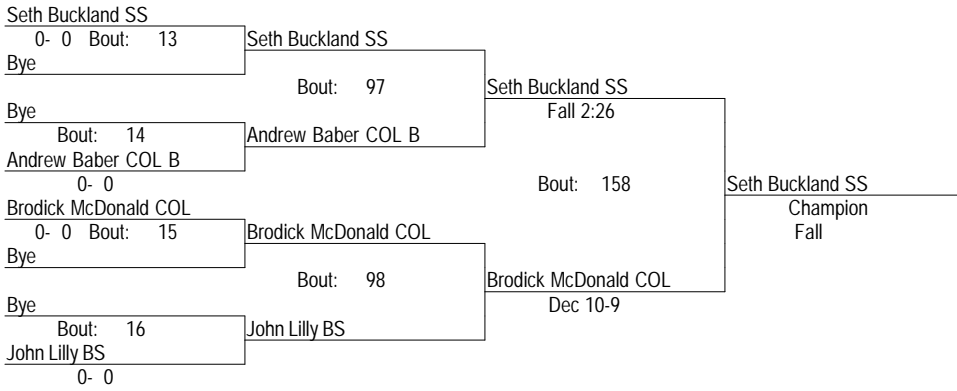 Seth Buckland SS
0- 0 Bout: 13
Seth Buckland SS
Bye
Bout: 97
Seth Buckland SS
Bye
Fall 2:26
Bout: 14
Andrew Baber COL B
Andrew Baber COL B
0- 0
Bout: 158
Seth Buckland SS
Brodick McDonald COL
Champion
0- 0 Bout: 15
Brodick McDonald COL
Fall
Bye
Bout: 98
Brodick McDonald COL
Bye
Dec 10-9
Bout: 16
John Lilly BS
John Lilly BS
0- 0